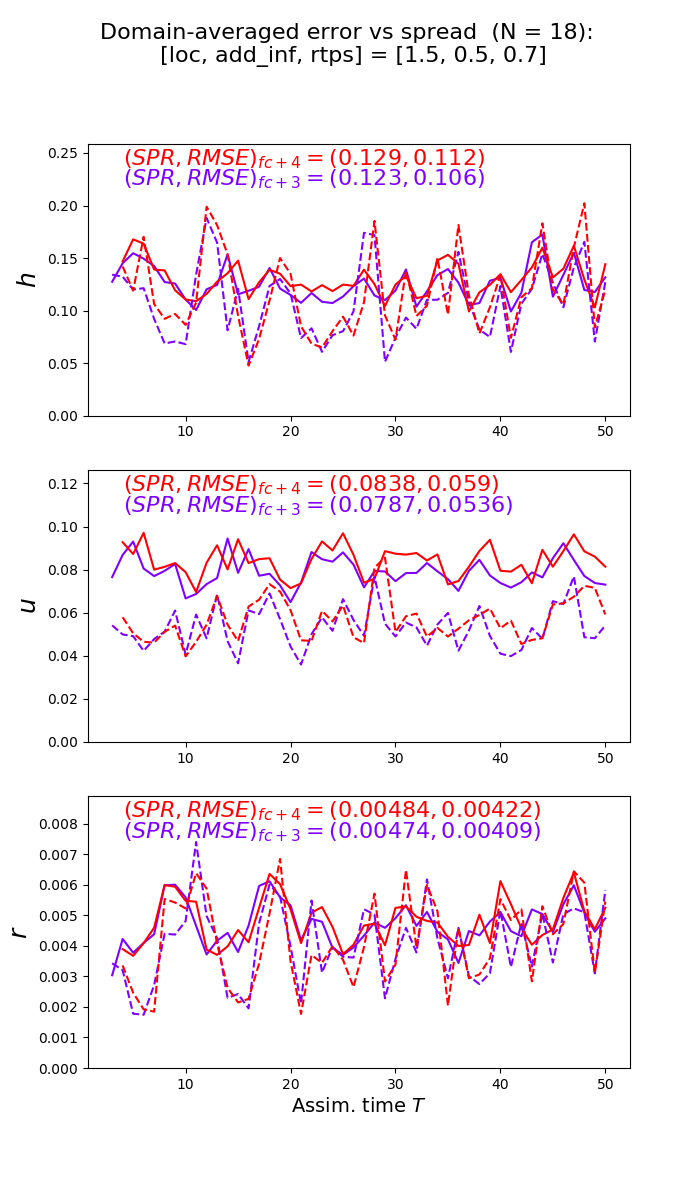 Domain-averaged error vs spread (N = 18):
[loc, add_inf, rtps] = [1.5, 0.5, 0.7]
(SPR, RMSE)fc+4 = (0.129, 0.112)
(SPR, RMSE)fc+3 = (0.123, 0.106)
0.25
0.20
0.15
0.10
0.05
0.00
h
10 20 30 40 50
(SPR, RMSE)fc+4 = (0.0838, 0.059)
(SPR, RMSE)fc+3 = (0.0787, 0.0536)
0.12
0.10
0.08
0.06
0.04
0.02
0.00
u
10 20 30 40 50
(SPR, RMSE)fc+4 = (0.00484, 0.00422)
(SPR, RMSE)fc+3 = (0.00474, 0.00409)
0.008
0.007
0.006
0.005
0.004
0.003
0.002
0.001
0.000
r
10 20 30 40 50
Assim. time T